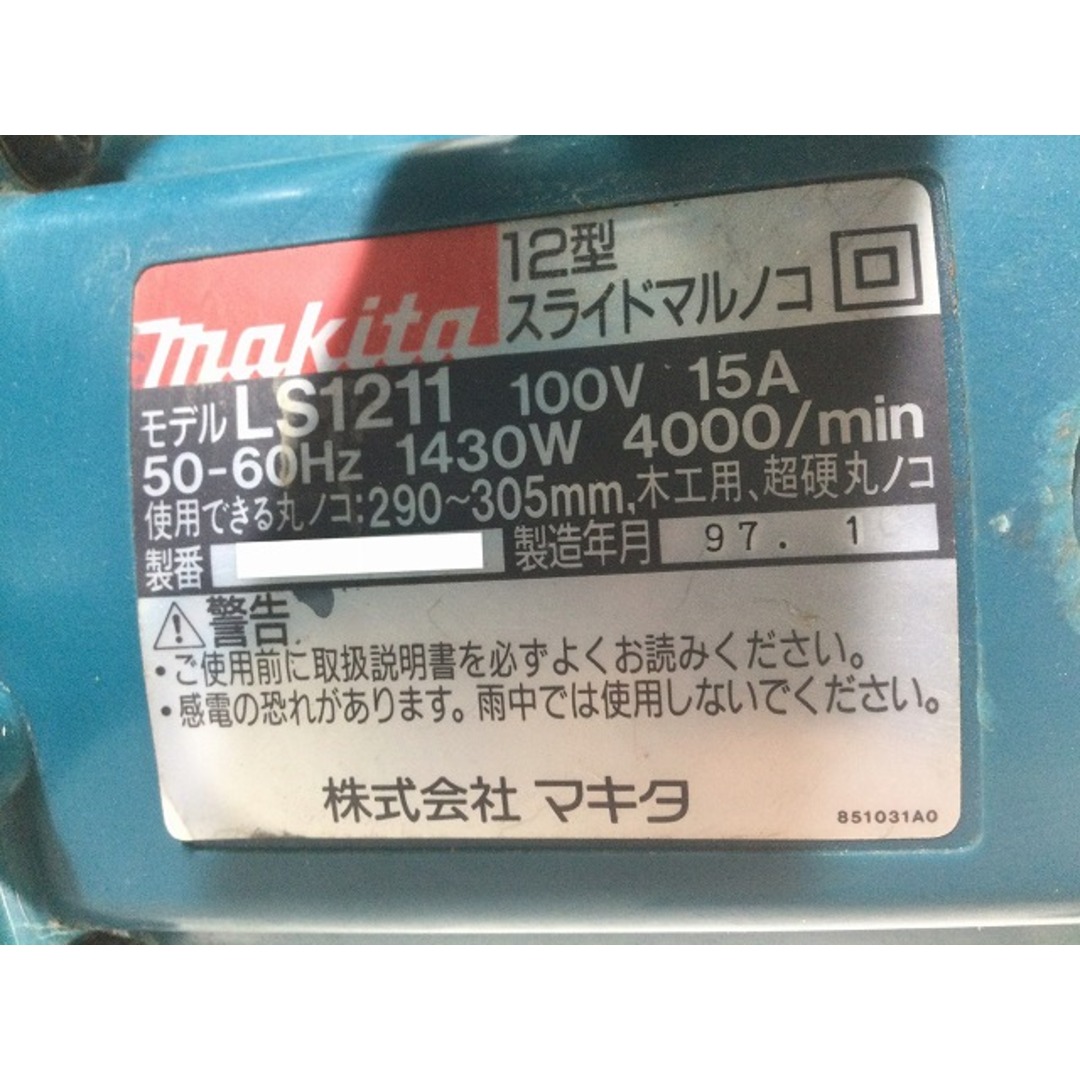 makita
12型
スライドマルノコ
モデル LS1211 100V 15A
50-60Hz 1430W 4000/min
使用できる丸ノコ:290~305mm,木工用、超硬丸ノコ
製番 製造年月 97. 1
警告
・ご使用前に取扱説明書を必ずよくお読みください。
・感電の恐れがあります。雨中では使用しないでください。
株式会社 マキタ
851031A0